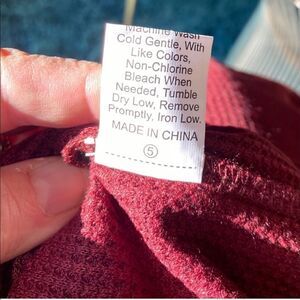 Machine Wash
Cold Gentle, With
Like Colors,
Non-Chlorine
Bleach When
Needed, Tumble
Dry Low, Remove
Promptly, Iron Low.
MADE IN CHINA
5